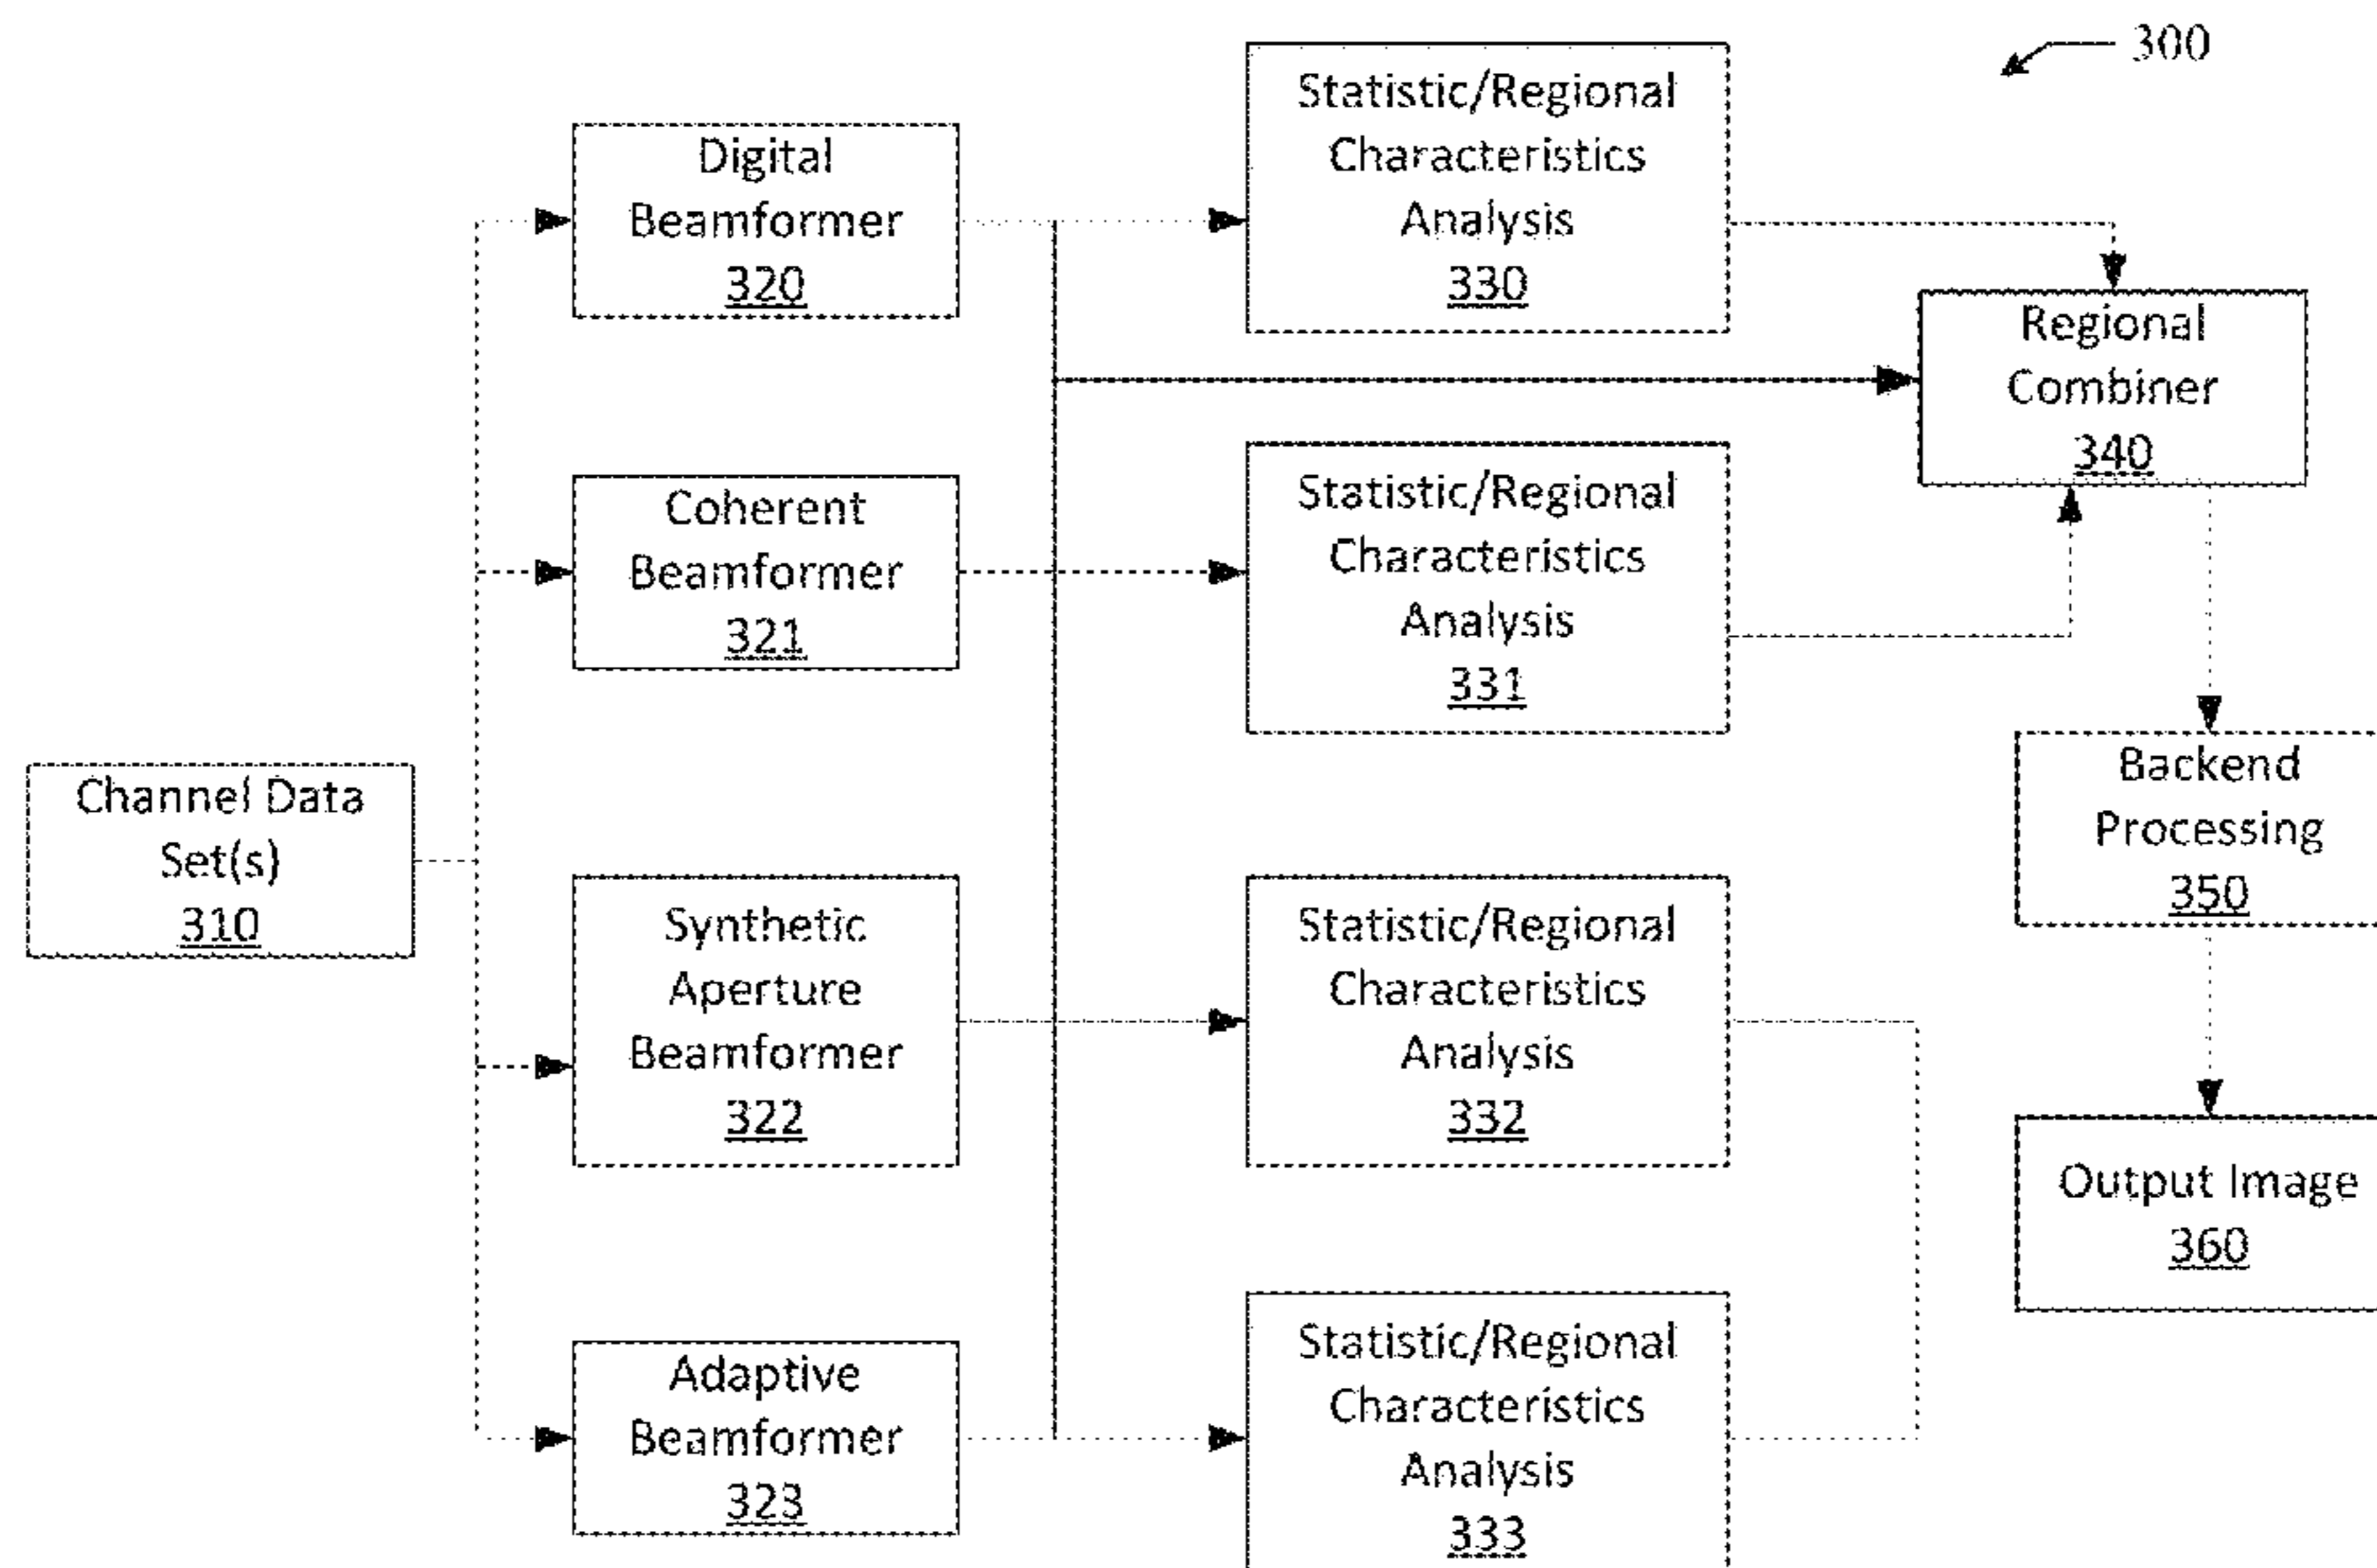 300
Digital
Beamformer
320
Statistic/Regional
Characteristics
Analysis
330
Regional
Combiner
340
Coherent
Beamformer
321
Statistic/Regional
Characteristics
Analysis
331
Channel Data
Set(s)
310
Backend
Processing
350
Synthetic
Aperture
Beamformer
322
Statistic/Regional
Characteristics
Analysis
332
Output Image
360
Adaptive
Beamformer
323
Statistic/Regional
Characteristics
Analysis
333